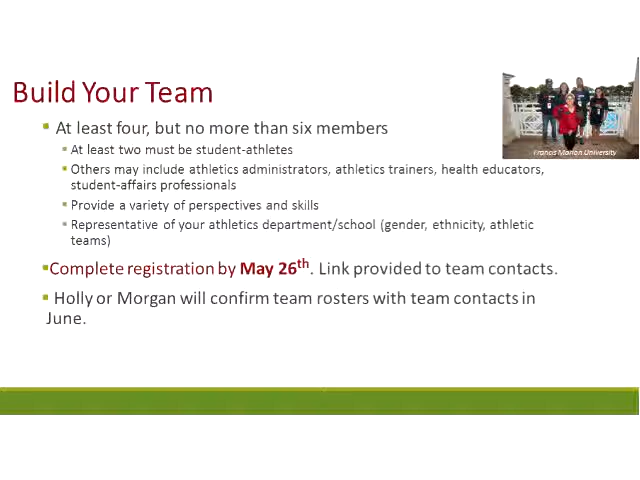 Build Your Team
At least four, but no more than six members
At least two must be student-athletes
Others may include athletics administrators, athletics trainers, health educators,
student-affairs professionals
Provide a variety of perspectives and skills
Representative of your athletics department/school (gender, ethnicity, athletic
teams)
Complete registration by May 26th. Link provided to team contacts.
Holly or Morgan will confirm team rosters with team contacts in
June.
Francis Marion University